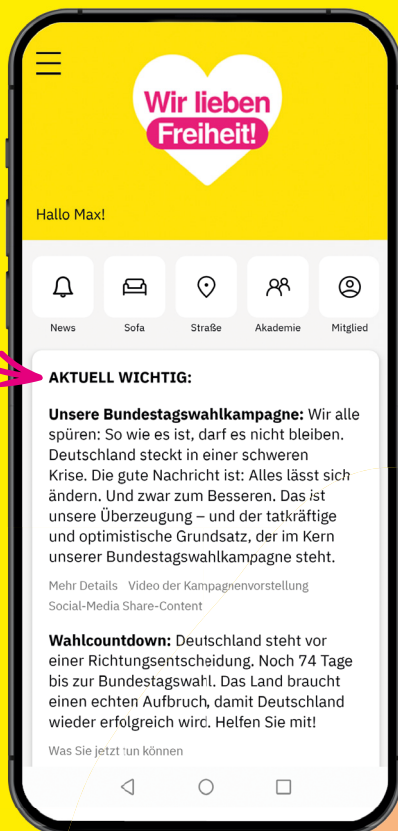 Wir lieben
Freiheit!
Hallo Max!
News Sofa Straße Akademie Mitglied
AKTUELL WICHTIG:
Unsere Bundestagswahlkampagne: Wir alle
spüren: So wie es ist, darf es nicht bleiben.
Deutschland steckt in einer schweren
Krise. Die gute Nachricht ist: Alles lässt sich
ändern. Und zwar zum Besseren. Das ist
unsere Überzeugung – und der tatkräftige
und optimistische Grundsatz, der im Kern
unserer Bundestagswahlkampagne steht.
Mehr Details Video der Kampagnenvorstellung
Social-Media Share-Content
Wahlcountdown: Deutschland steht vor
einer Richtungsentscheidung. Noch 74 Tage
bis zur Bundestagswahl. Das Land braucht
einen echten Aufbruch, damit Deutschland
wieder erfolgreich wird. Helfen Sie mit!
Was Sie jetzt tun können